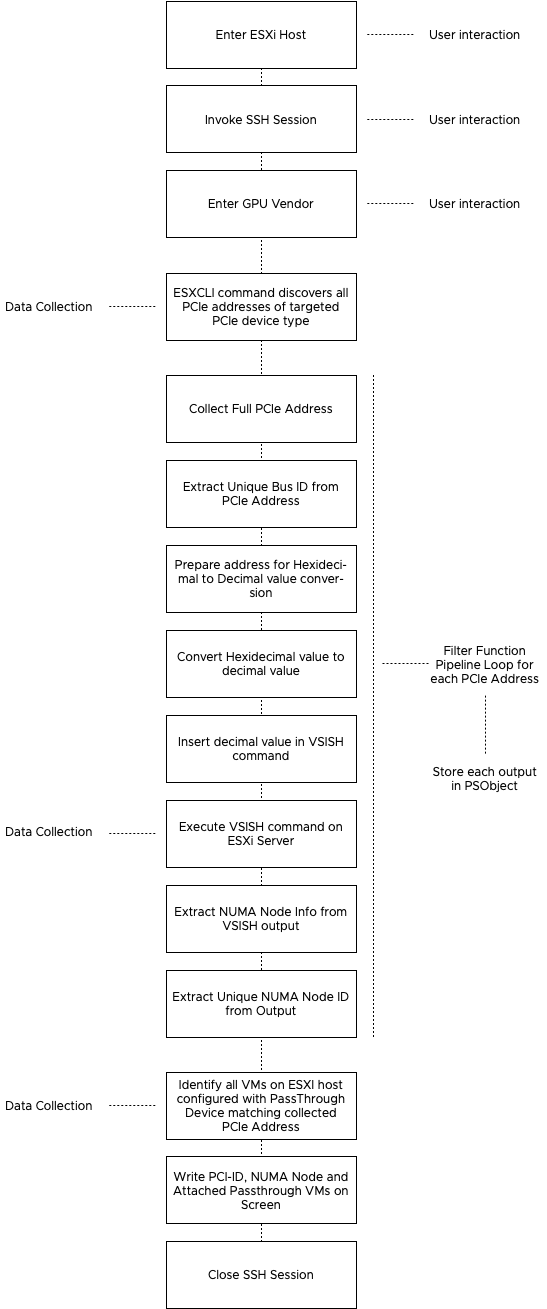 Enter ESXi Host
User interaction
Invoke SSH Session
User interaction
Enter GPU Vendor
User interaction
Data Collection
ESXCLI command discovers all
PCIe addresses of targeted
PCIe device type
Collect Full PCIe Address
Extract Unique Bus ID from
PCIe Address
Prepare address for Hexideci-
mal to Decimal value conver-
sion
Convert Hexidecimal value to
decimal value
Filter Function
Pipeline Loop for
each PCIe Address
Insert decimal value in VSISH
command
Store each output
in PSObject
Data Collection
Execute VSISH command on
ESXi Server
Extract NUMA Node Info from
VSISH output
Extract Unique NUMA Node ID
from Output
Data Collection
Identify all VMs on ESXI host
configured with PassThrough
Device matching collected
PCIe Address
Write PCI-ID, NUMA Node and
Attached Passthrough VMs on
Screen
Close SSH Session